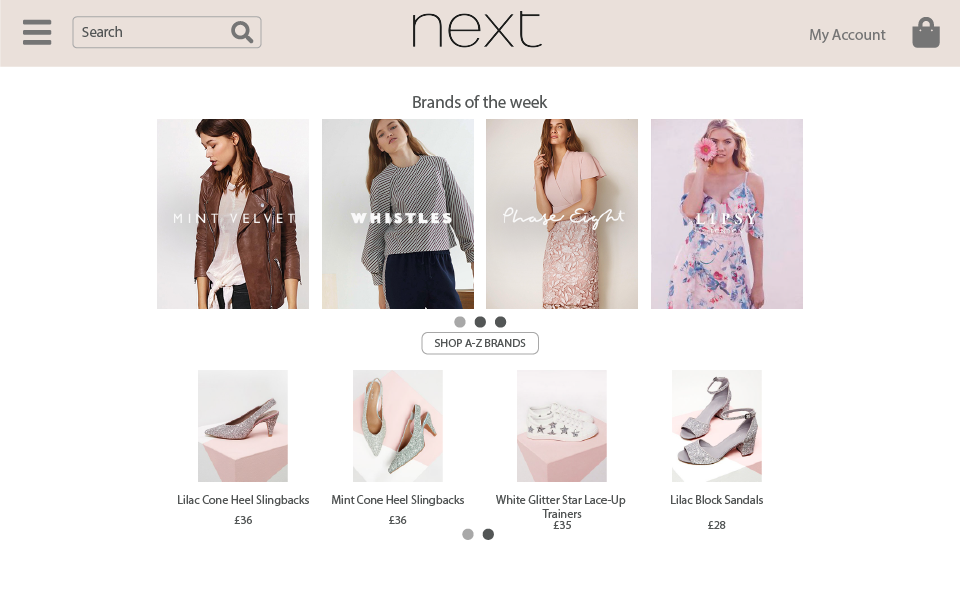 Search
next
My Account
Brands of the week
MINT VELVET
WHISTLES
Phase Eight
LIPSY
SHOP A-Z BRANDS
Lilac Cone Heel Slingbacks
£36
Mint Cone Heel Slingbacks
£36
White Glitter Star Lace-Up
Trainers
£35
Lilac Block Sandals
£28